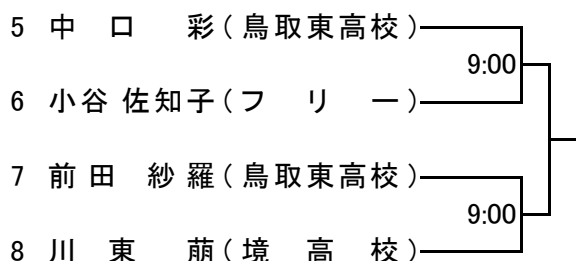 5 中 口 彩(鳥取東高校)
9:00
6 小谷 佐知子(フ リ ー)
7 前田 紗羅(鳥取東高校)
9:00
8 川 東 萠(境 高 校)